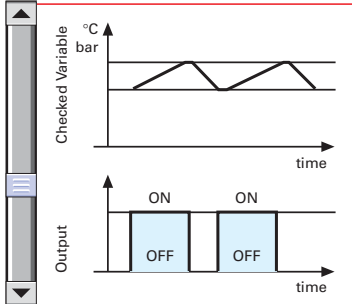 °C
bar
Checked Variable
time
ON ON
Output
OFF OFF
time